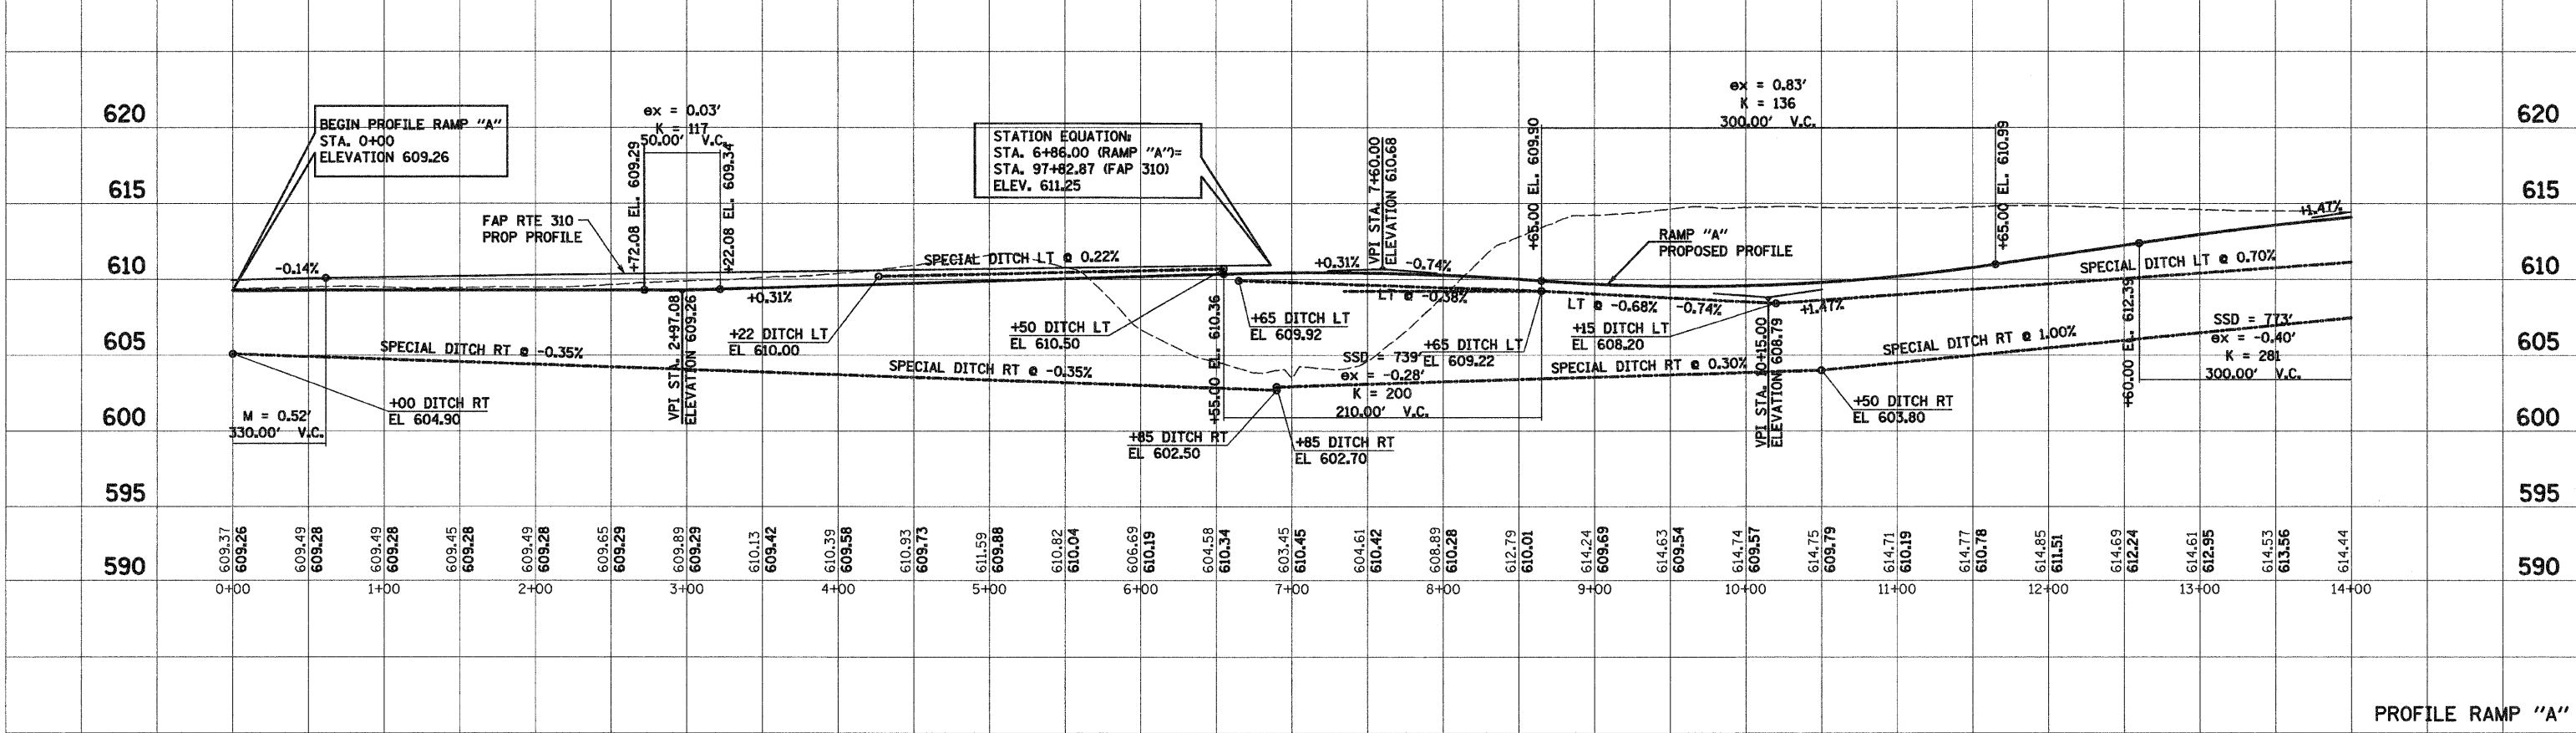 620
615
610
605
600
595
590
BEGIN PROFILE RAMP "A"
STA. 0+00
ELEVATION 609.26
-0.14%
FAP RTE 310
PROP PROFILE
ex = 0.03'
K = 117
50.00' V.C.
+72.08 EL. 609.29
+22.08 EL. 609.34
+0.31%
VPI STA. 2+97.08
ELEVATION 609.26
SPECIAL DITCH RT @ -0.35%
+00 DITCH RT
EL 604.90
M = 0.52'
330.00' V.C.
+22 DITCH LT
EL 610.00
SPECIAL DITCH LT @ 0.22%
SPECIAL DITCH RT @ -0.35%
STATION EQUATION:
STA. 6+86.00 (RAMP "A")=
STA. 97+82.87 (FAP 310)
ELEV. 611.25
+50 DITCH LT
EL 610.50
+55.00 EL. 610.36
+65 DITCH LT
EL 609.92
+85 DITCH RT
EL 602.50
+85 DITCH RT
EL 602.70
VPI STA. 7+60.00
ELEVATION 610.68
+0.31%
-0.74%
LT @ -0.38%
SSD = 739'
ex = -0.28'
K = 200
210.00' V.C.
+65 DITCH LT
EL 609.22
+65.00 EL. 609.90
ex = 0.83'
K = 136
300.00' V.C.
+65.00 EL. 610.99
RAMP "A"
PROPOSED PROFILE
LT @ -0.68%
-0.74%
+1.47%
+15 DITCH LT
EL 608.20
SPECIAL DITCH RT @ 0.30%
VPI STA. 10+15.00
ELEVATION 608.79
+50 DITCH RT
EL 603.80
SPECIAL DITCH RT @ 1.00%
SPECIAL DITCH LT @ 0.70%
+1.47%
+60.00 EL. 612.39
SSD = 773'
ex = -0.40'
K = 281
300.00' V.C.
620
615
610
605
600
595
590
609.37
609.26
609.49
609.28
609.49
609.28
609.45
609.28
609.49
609.28
609.65
609.29
609.89
609.29
610.13
609.42
610.39
609.58
610.93
609.73
611.59
609.88
610.82
610.04
606.69
610.19
604.58
610.34
603.45
610.45
604.61
610.42
608.89
610.28
612.79
610.01
614.24
609.69
614.63
609.54
614.74
609.57
614.75
609.79
614.71
610.19
614.77
610.78
614.85
611.51
614.69
612.24
614.61
612.95
614.53
613.56
614.44
0+00 1+00 2+00 3+00 4+00 5+00 6+00 7+00 8+00 9+00 10+00 11+00 12+00 13+00 14+00
PROFILE RAMP "A"